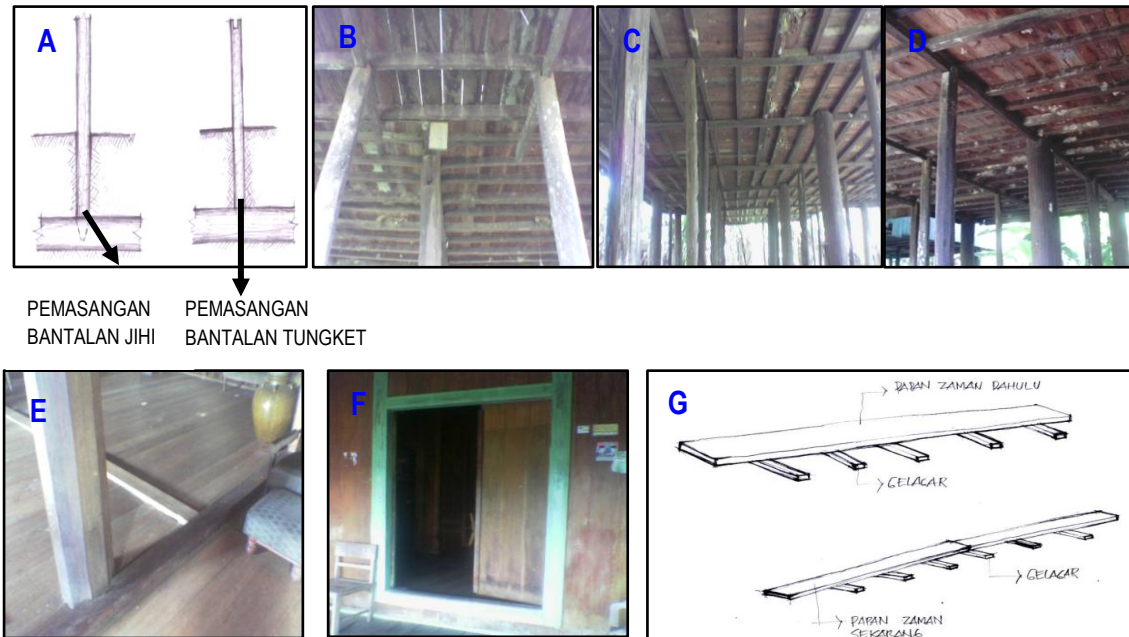 A
B
C
D
PEMASANGAN
BANTALAN JIHI
PEMASANGAN
BANTALAN TUNGKET
E
F
G
PAPAN ZAMAN DAHULU
GELAGAR
GELAGAR
PAPAN ZAMAN
SEKARANG